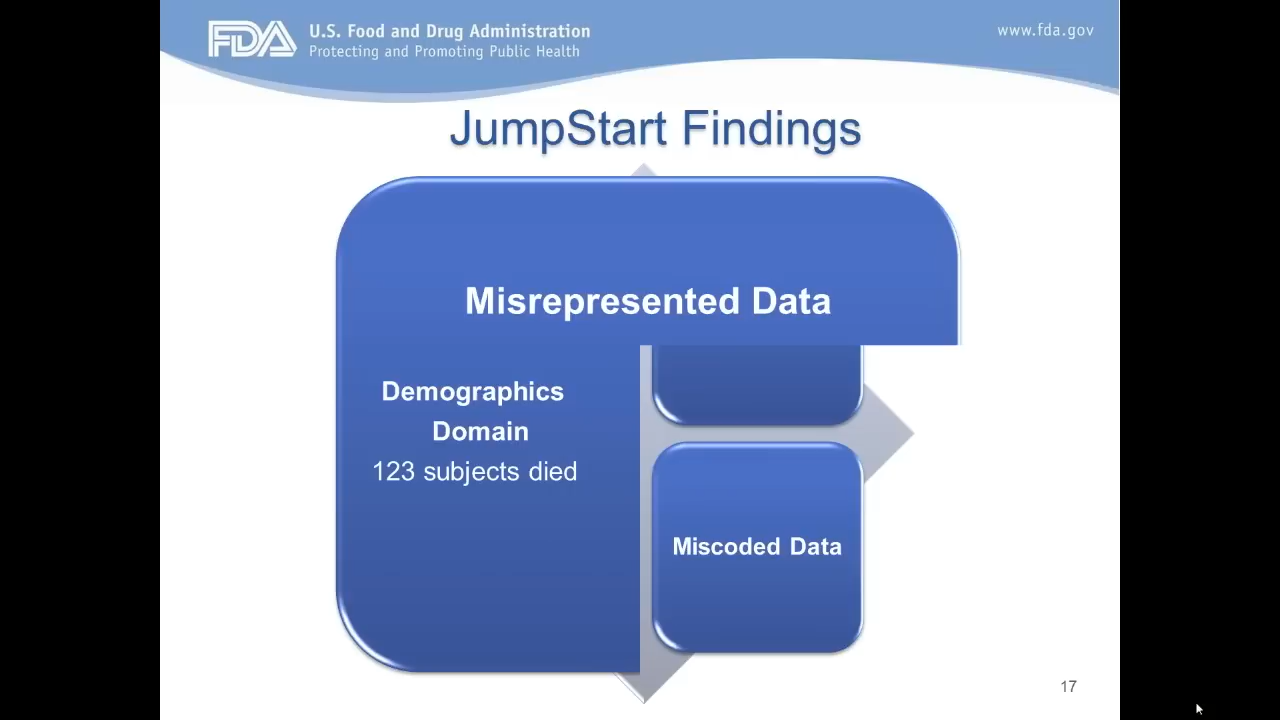 FDA
U.S. Food and Drug Administration
Protecting and Promoting Public Health
www.fda.gov
JumpStart Findings
Misrepresented Data
Demographics
Domain
123 subjects died
Miscoded Data
17